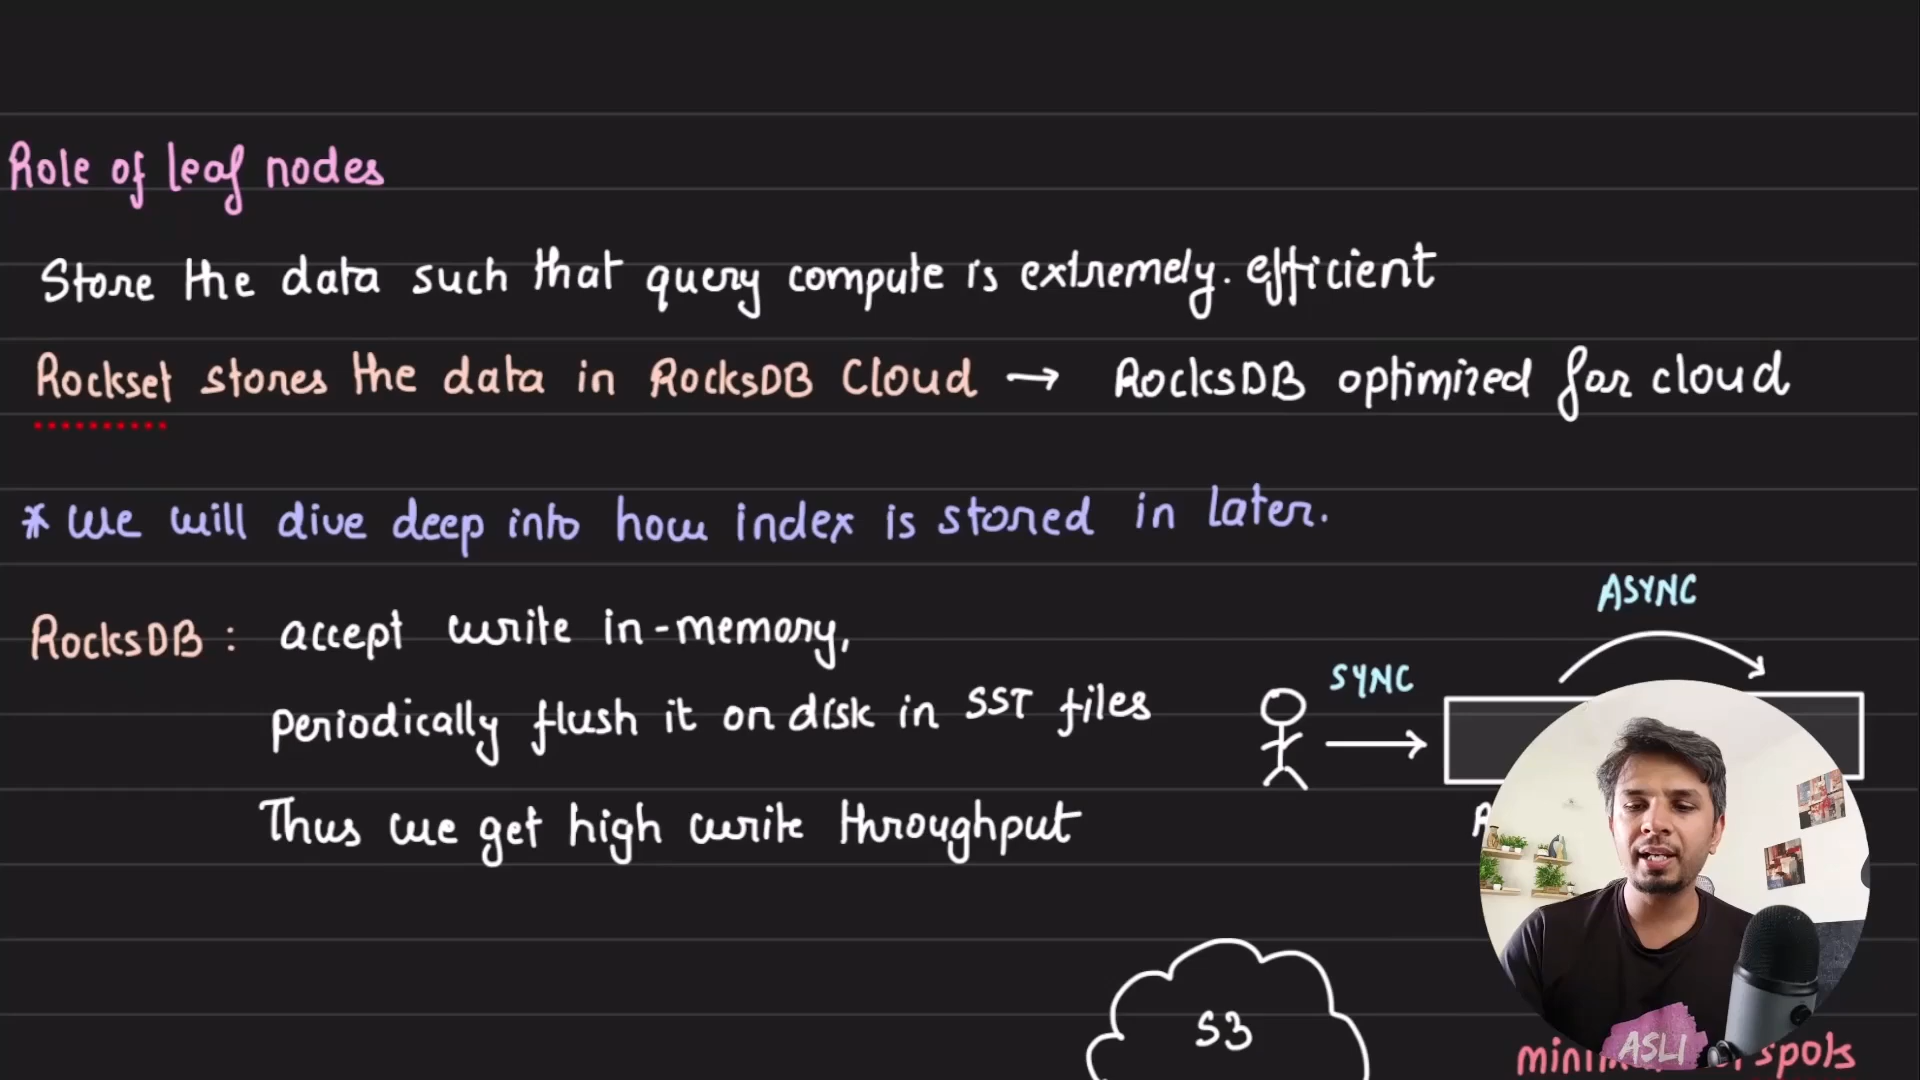 Role of leaf nodes
Store the data such that query compute is extremely. efficient
Rockset stores the data in RocksDB Cloud → RocksDB optimized for cloud
* We will dive deep into how index is stored in later.
ASYNC
RocksDB: accept write in-memory,
SYNC
periodically flush it on disk in SST files
Thus we get high write throughput
S3
ASLI